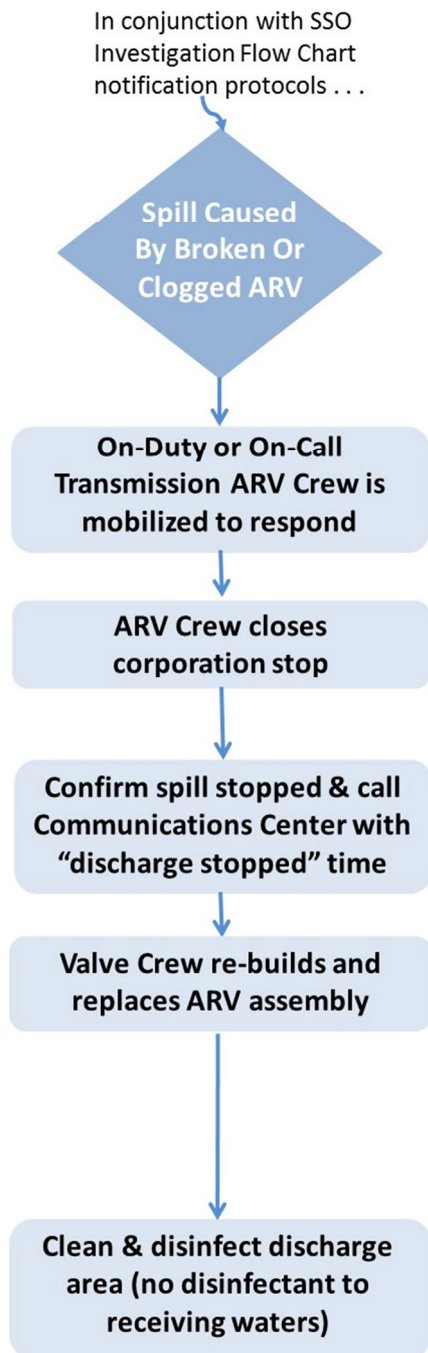 In conjunction with SSO
Investigation Flow Chart
notification protocols . . .
Spill Caused
By Broken Or
Clogged ARV
On-Duty or On-Call
Transmission ARV Crew is
mobilized to respond
ARV Crew closes
corporation stop
Confirm spill stopped & call
Communications Center with
“discharge stopped” time
Valve Crew re-builds and
replaces ARV assembly
Clean & disinfect discharge
area (no disinfectant to
receiving waters)